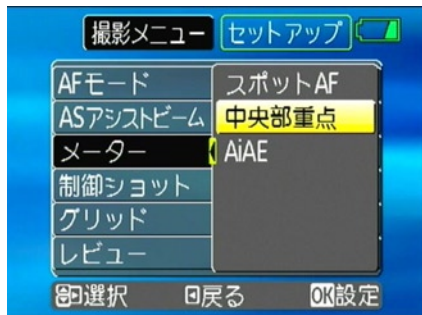 撮影メニュー セットアップ
AFモード スポットAF
ASアシストビーム 中央部重点
メーター AiAE
制御ショット
グリッド
レビュー
選択 戻る OK設定